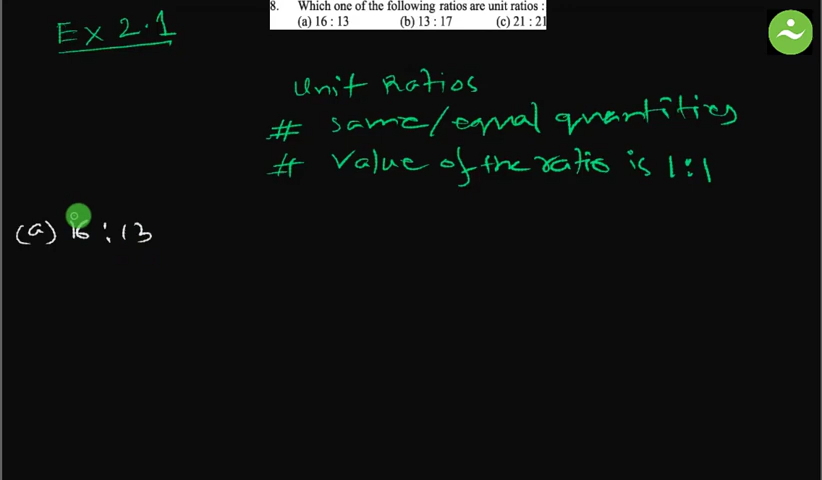 8. Which one of the following ratios are unit ratios :
(a) 16 : 13 (b) 13 : 17 (c) 21 : 21
Ex 2.1
Unit Ratios
# same/equal quantities
# Value of the ratio is 1:1
(a) 16 : 13